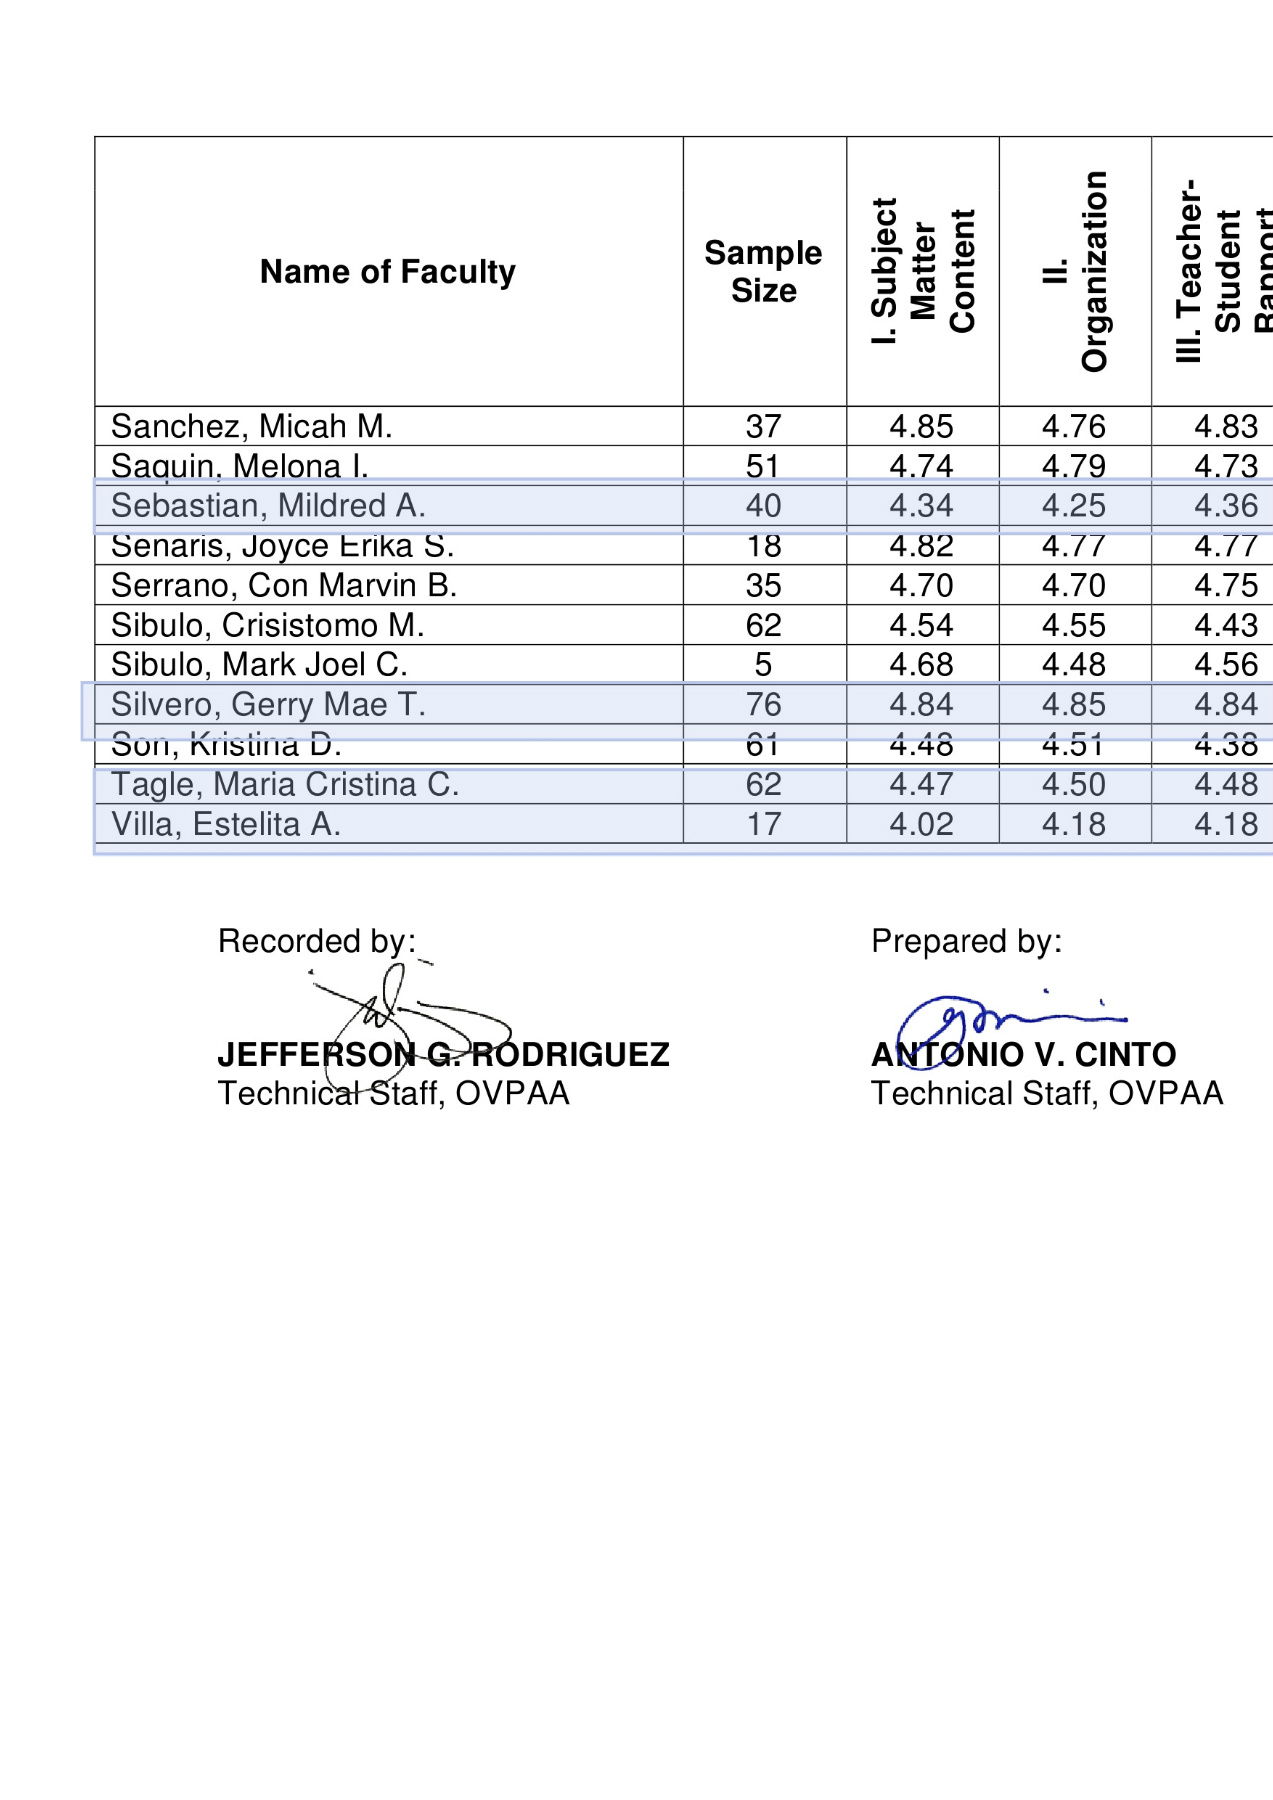 Name of Faculty Sample Size I. Subject Matter Content II. Organization III. Teacher-Student Rapport
Sanchez, Micah M. 37 4.85 4.76 4.83
Saquin, Melona I. 51 4.74 4.79 4.73
Sebastian, Mildred A. 40 4.34 4.25 4.36
Senaris, Joyce Erika S. 18 4.82 4.77 4.77
Serrano, Con Marvin B. 35 4.70 4.70 4.75
Sibulo, Crisistomo M. 62 4.54 4.55 4.43
Sibulo, Mark Joel C. 5 4.68 4.48 4.56
Silvero, Gerry Mae T. 76 4.84 4.85 4.84
Son, Kristina D. 61 4.48 4.51 4.38
Tagle, Maria Cristina C. 62 4.47 4.50 4.48
Villa, Estelita A. 17 4.02 4.18 4.18
Recorded by: Prepared by:
JEFFERSON G. RODRIGUEZ ANTONIO V. CINTO
Technical Staff, OVPAA Technical Staff, OVPAA